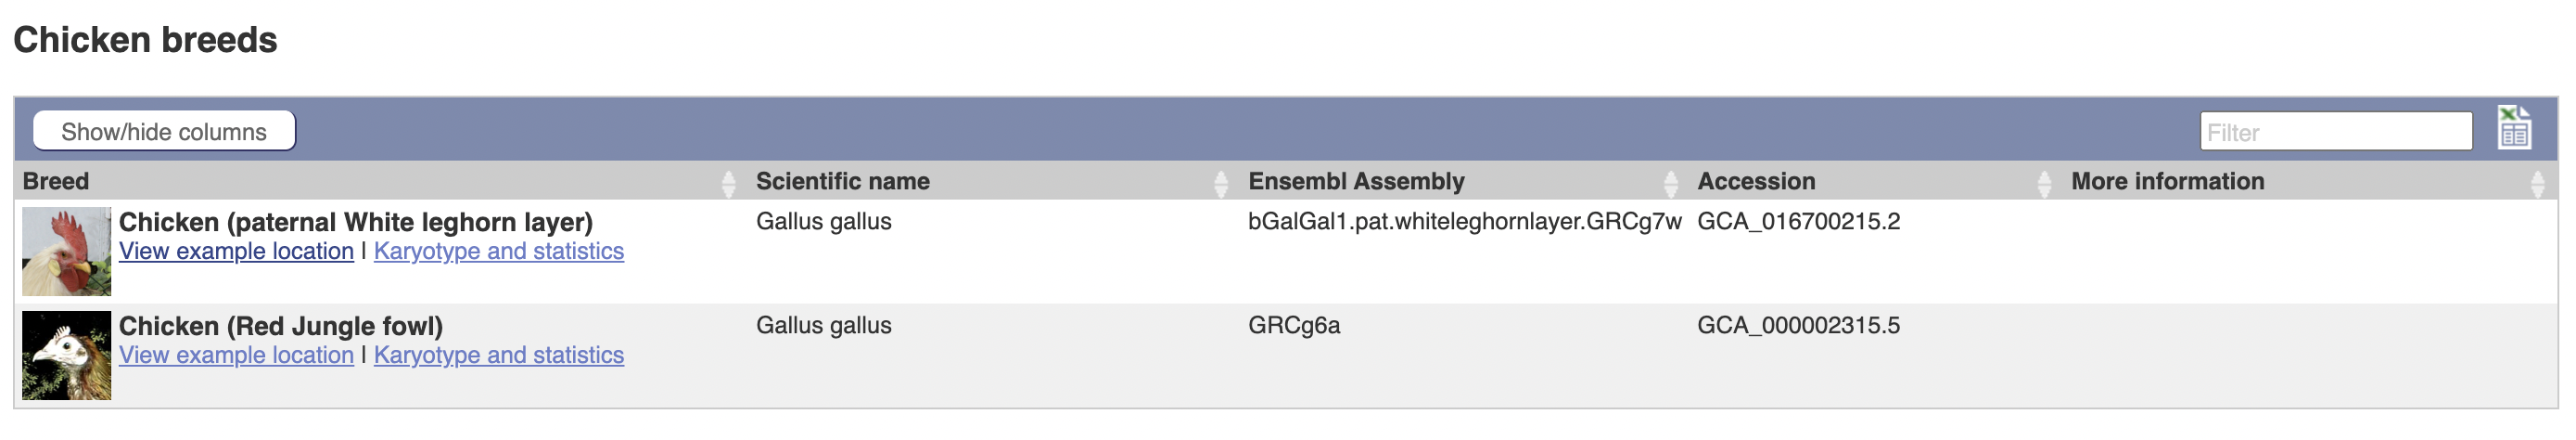 Chicken breeds
Show/hide columns
Filter
Breed Scientific name Ensembl Assembly Accession More information
Chicken (paternal White leghorn layer) Gallus gallus bGalGal1.pat.whiteleghornlayer.GRCg7w GCA_016700215.2
View example location | Karyotype and statistics
Chicken (Red Jungle fowl) Gallus gallus GRCg6a GCA_000002315.5
View example location | Karyotype and statistics